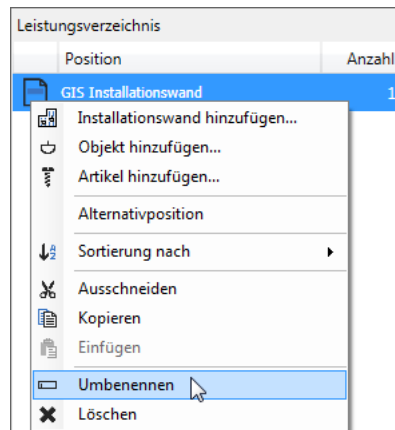 Leistungsverzeichnis
Position Anzahl
GIS Installationswand 1
Installationswand hinzufügen...
Objekt hinzufügen...
Artikel hinzufügen...
Alternativposition
Sortierung nach
Ausschneiden
Kopieren
Einfügen
Umbenennen
Löschen